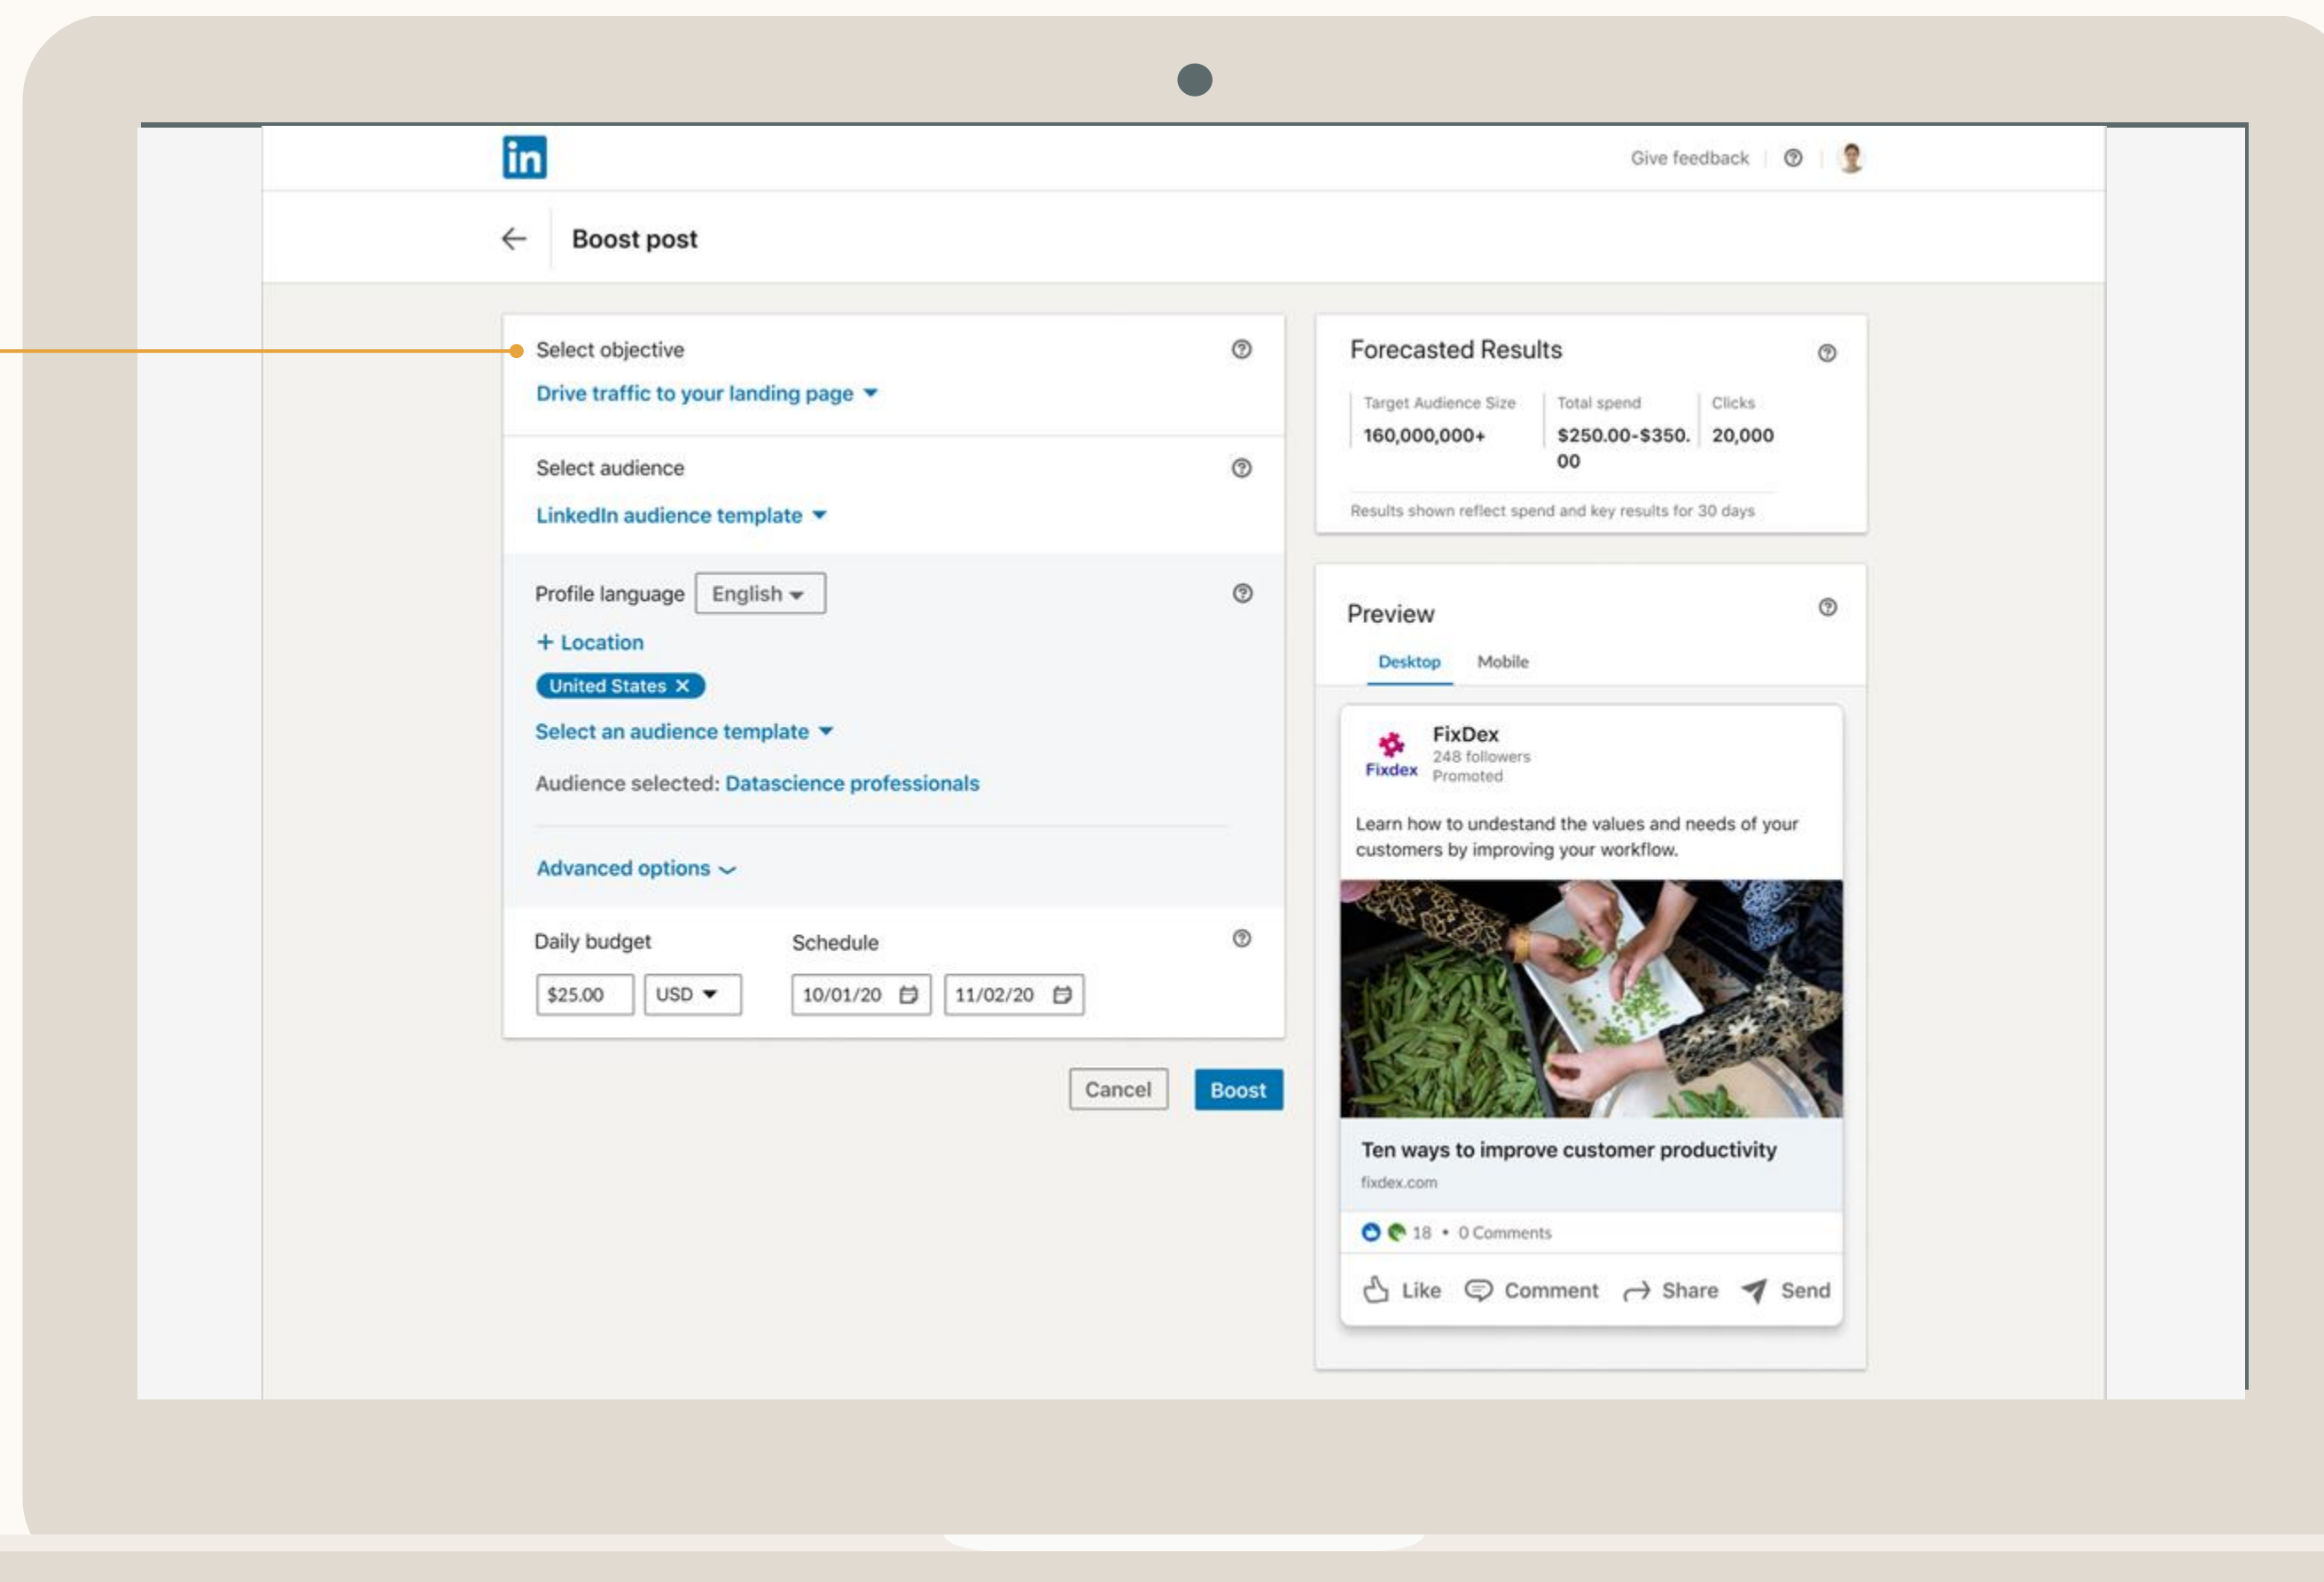 in
Give feedback
Boost post
Select objective
Drive traffic to your landing page
Select audience
LinkedIn audience template
Profile language English
+ Location
United States
Select an audience template
Audience selected: Datascience professionals
Advanced options
Daily budget Schedule
$25.00 USD 10/01/20 11/02/20
Cancel Boost
Forecasted Results
Target Audience Size Total spend Clicks
160,000,000+ $250.00-$350. 20,000
00
Results shown reflect spend and key results for 30 days
Preview
Desktop Mobile
FixDex
248 followers
Fixdex
Promoted
Learn how to undestand the values and needs of your
customers by improving your workflow.
Ten ways to improve customer productivity
fixdex.com
18 • 0 Comments
Like Comment Share Send